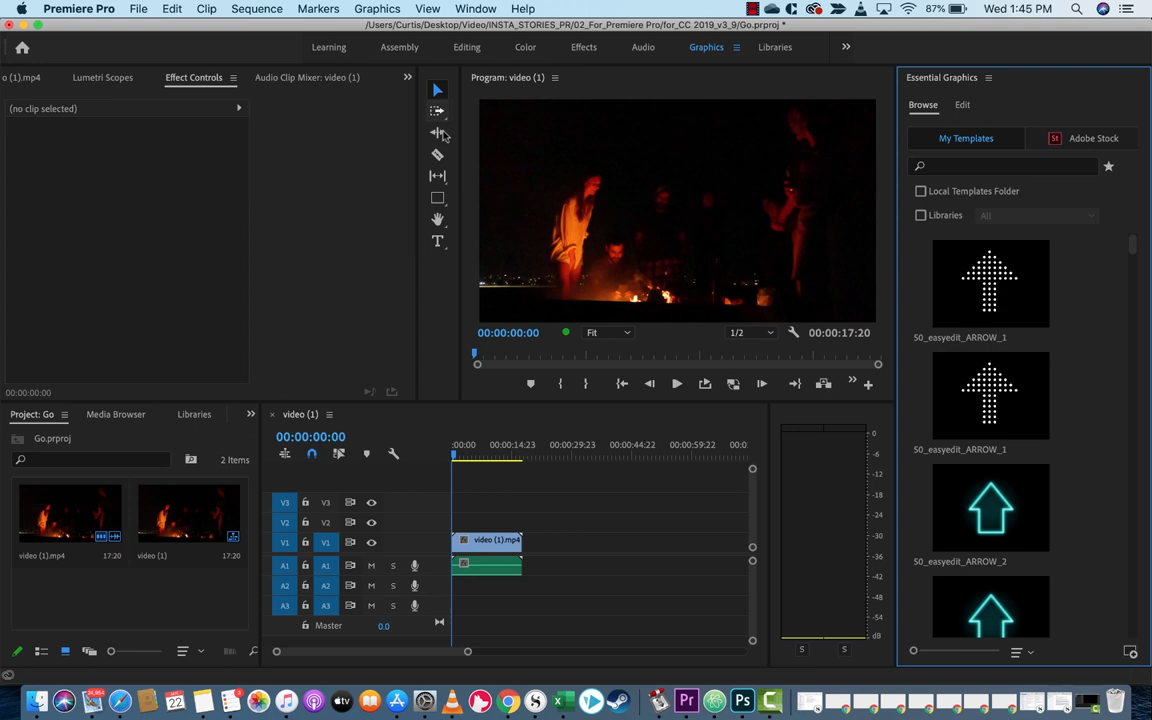 Premiere Pro File Edit Clip Sequence Markers Graphics View Window Help 87% Wed 1:45 PM
/Users/Curtis/Desktop/Video/INSTA_STORIES_PR/02_For_Premiere Pro/for_CC 2019_v3_9/Go.prproj *
Learning Assembly Editing Color Effects Audio Graphics Libraries
o (1).mp4 Lumetri Scopes Effect Controls Audio Clip Mixer: video (1) Program: video (1) Essential Graphics
(no clip selected) Browse Edit
My Templates St Adobe Stock
Local Templates Folder
Libraries All
T
50_easyedit_ARROW_1
00:00:00:00 Fit 1/2 00:00:17:20
00:00:00:00
Project: Go Media Browser Libraries video (1)
Go.prproj 00:00:00:00
2 Items
:00:00 00:00:14:23 00:00:29:23 00:00:44:22 00:00:59:22 00:0
50_easyedit_ARROW_1
V3 V3
V2 V2
V1 V1 video (1).mp4
video (1).mp4 17:20 video (1) 17:20
A1 A1 M S
A2 A2 M S
A3 A3 M S
Master 0.0
0
-6
-12
-18
-24
-30
-36
-42
-48
-54
dB
S S
50_easyedit_ARROW_2
24,964 JAN 22 3 tv S X Pr Ps C